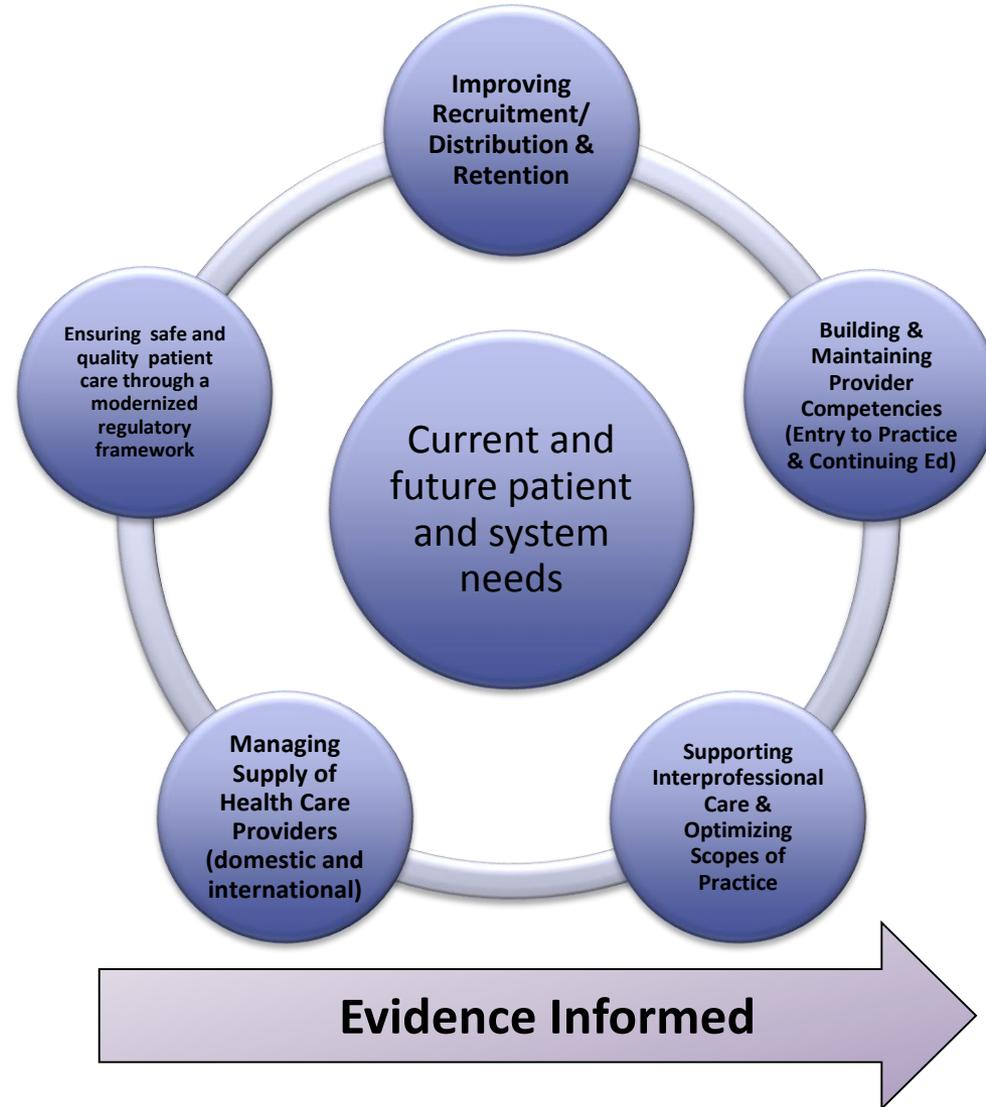 Improving
Recruitment/
Distribution &
Retention
Ensuring  safe and
quality  patient
care through a
modernized
regulatory
framework
Building &
Maintaining
Provider
Competencies
(Entry to Practice
& Continuing Ed)
Current and
future patient
and system
needs
Managing
Supply of
Health Care
Providers
(domestic and
international)
Supporting
Interprofessional
Care &
Optimizing
Scopes of
Practice
Evidence Informed